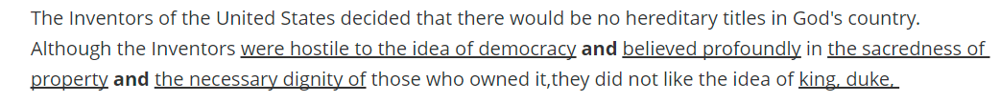 The Inventors of the United States decided that there would be no hereditary titles in God's country.
Although the Inventors were hostile to the idea of democracy and believed profoundly in the sacredness of
property and the necessary dignity of those who owned it,they did not like the idea of king, duke,